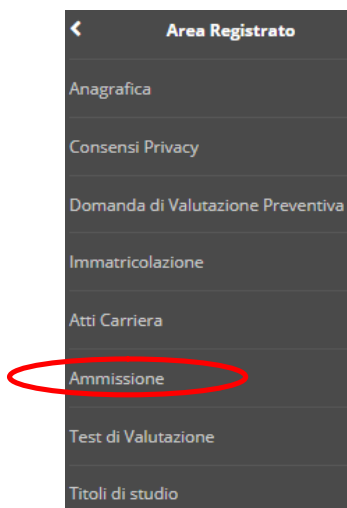 Area Registrato
Anagrafica
Consensi Privacy
Domanda di Valutazione Preventiva
Immatricolazione
Atti Carriera
Ammissione
Test di Valutazione
Titoli di studio